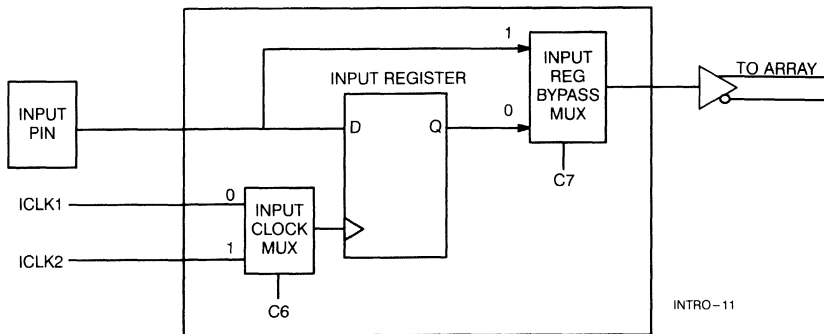 1
INPUT
REG
BYPASS
MUX
TO ARRAY
INPUT REGISTER
INPUT
PIN
D
Q
0
C7
ICLK1
0
INPUT
CLOCK
MUX
ICLK2
1
C6
INTRO-11